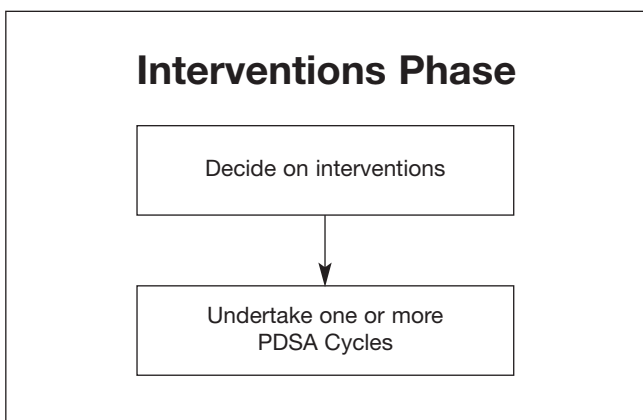 Interventions Phase
Decide on interventions
Undertake one or more
PDSA Cycles